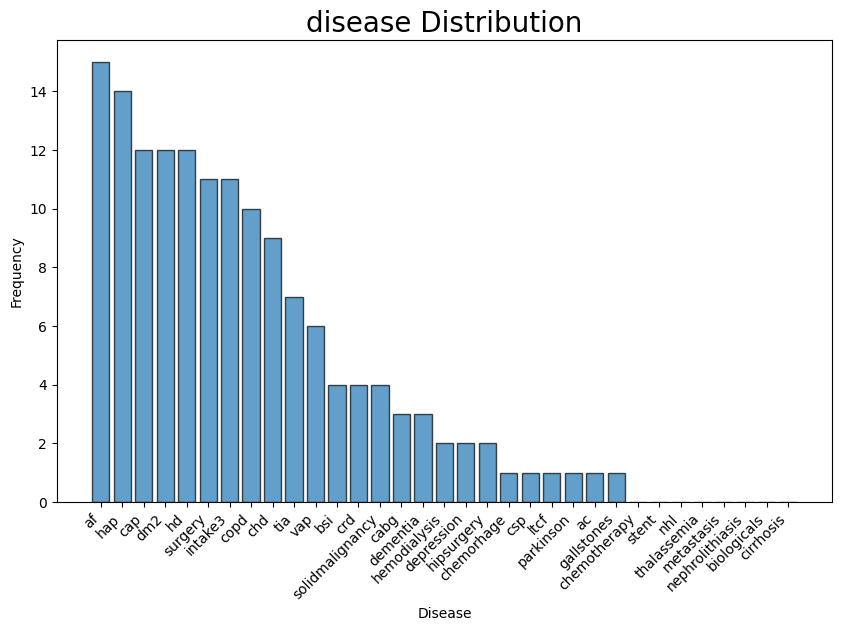 disease Distribution
Frequency
14
12
10
8
6
4
2
0
af
hap
cap
dm2
hd
surgery
intake3
copd
chd
tia
vap
bsi
crd
solidmalignancy
cabg
dementia
hemodialysis
depression
hipsurgery
chemorhage
csp
ltcf
parkinson
ac
gallstones
chemotherapy
stent
nhl
thalassemia
metastasis
nephrolithiasis
biologicals
cirrhosis
Disease